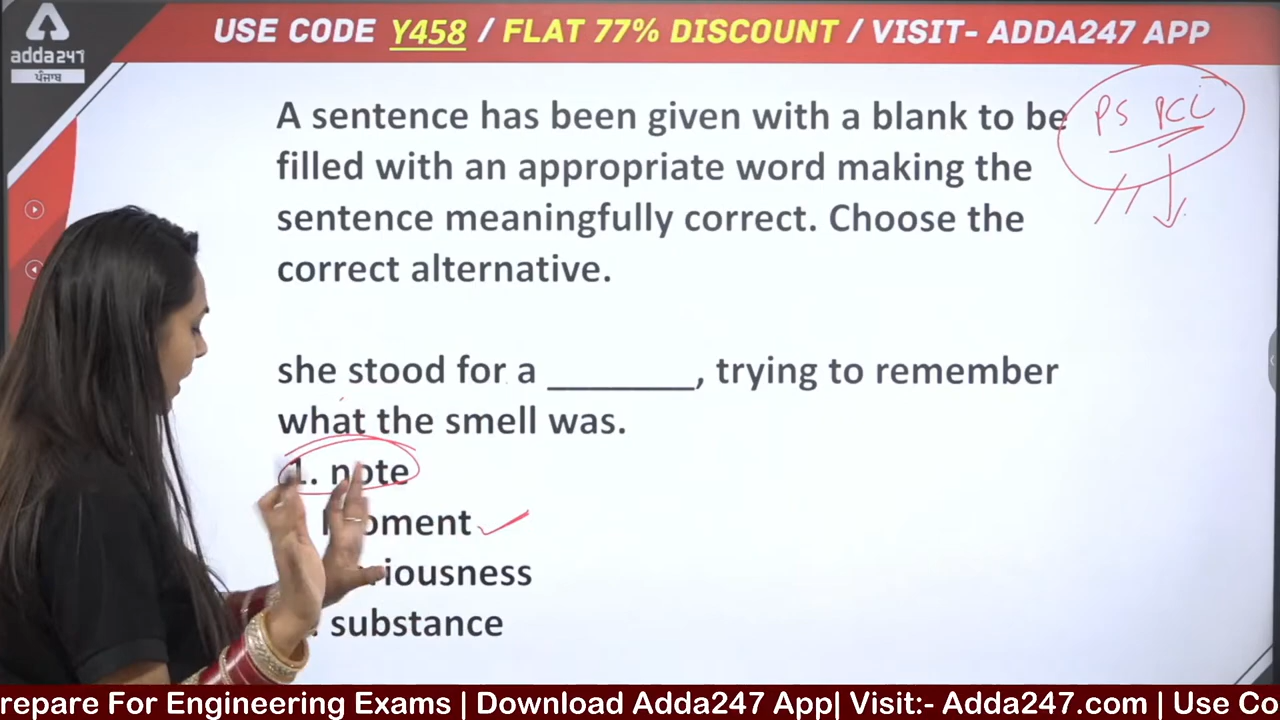 USE CODE Y458 / FLAT 77% DISCOUNT / VISIT- ADDA247 APP
adda247
ਪੰਜਾਬ
PS PCL
A sentence has been given with a blank to be
filled with an appropriate word making the
sentence meaningfully correct. Choose the
correct alternative.
she stood for a _______, trying to remember
what the smell was.
1. note
substance
repare For Engineering Exams | Download Adda247 App| Visit:- Adda247.com | Use Co